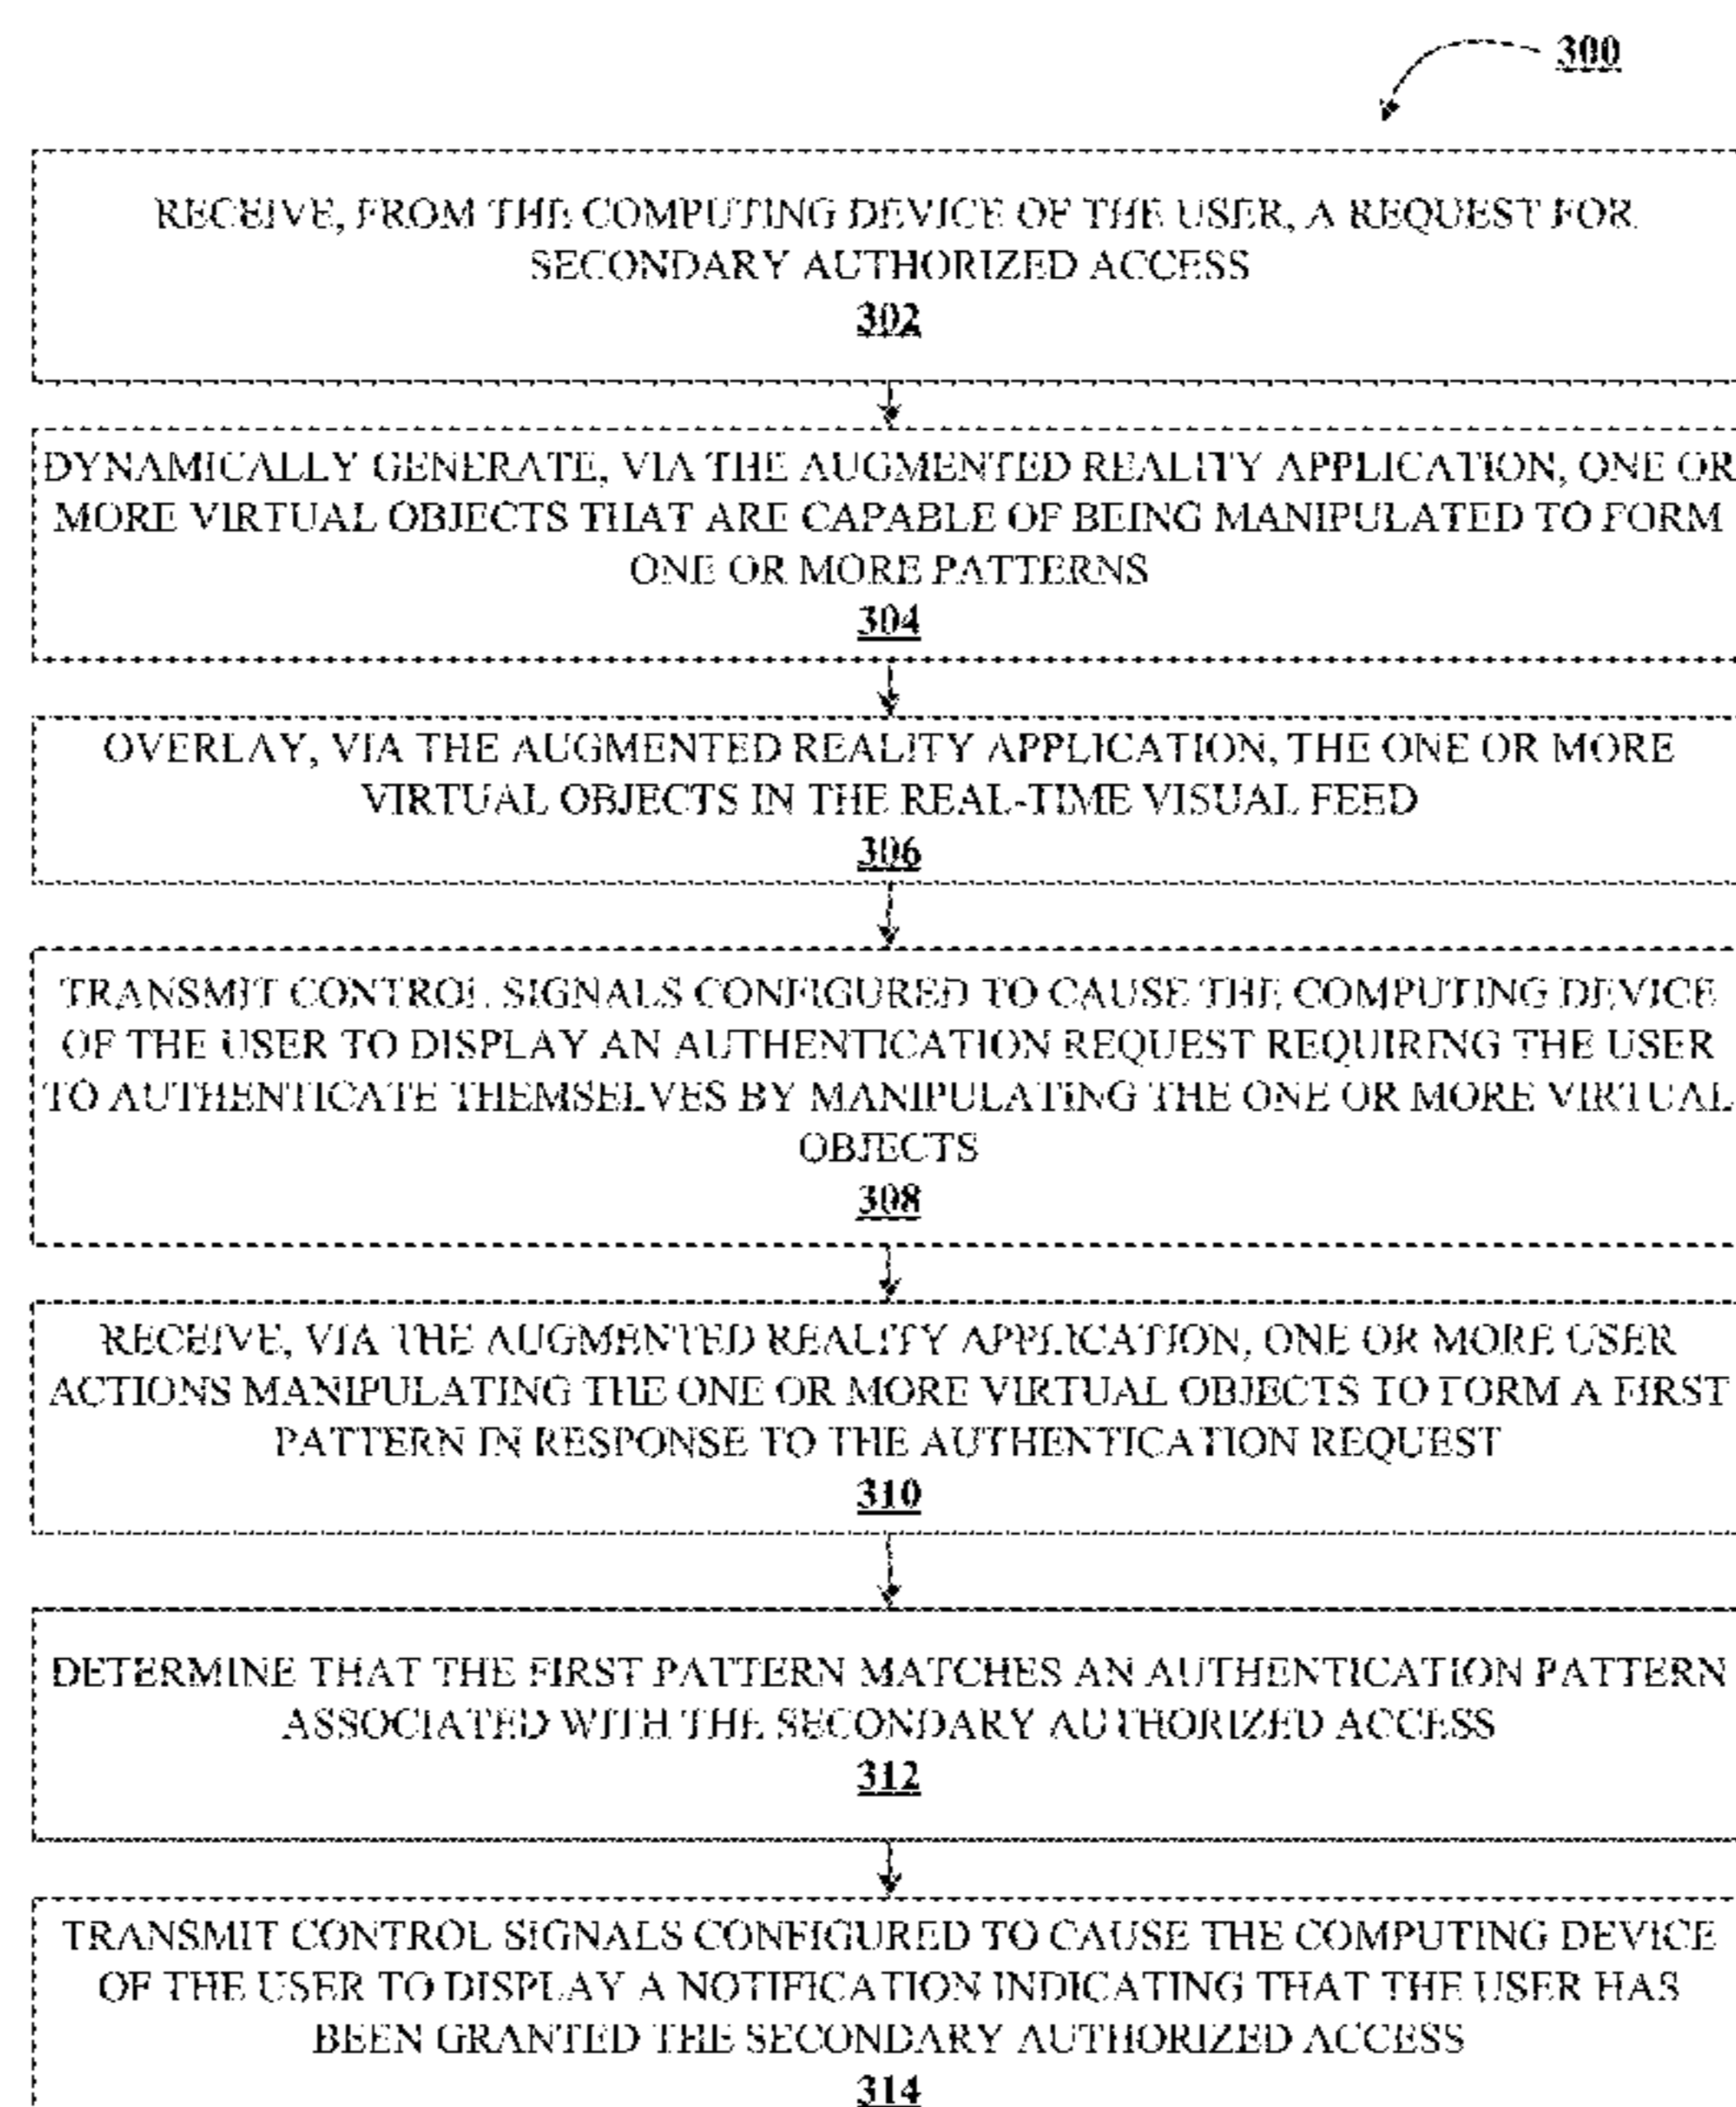 300
RECEIVE, FROM THE COMPUTING DEVICE OF THE USER, A REQUEST FOR
SECONDARY AUTHORIZED ACCESS
302
DYNAMICALLY GENERATE, VIA THE AUGMENTED REALITY APPLICATION, ONE OR
MORE VIRTUAL OBJECTS THAT ARE CAPABLE OF BEING MANIPULATED TO FORM
ONE OR MORE PATTERNS
304
OVERLAY, VIA THE AUGMENTED REALITY APPLICATION, THE ONE OR MORE
VIRTUAL OBJECTS IN THE REAL-TIME VISUAL FEED
306
TRANSMIT CONTROL SIGNALS CONFIGURED TO CAUSE THE COMPUTING DEVICE
OF THE USER TO DISPLAY AN AUTHENTICATION REQUEST REQUIRING THE USER
TO AUTHENTICATE THEMSELVES BY MANIPULATING THE ONE OR MORE VIRTUAL
OBJECTS
308
RECEIVE, VIA THE AUGMENTED REALITY APPLICATION, ONE OR MORE USER
ACTIONS MANIPULATING THE ONE OR MORE VIRTUAL OBJECTS TO FORM A FIRST
PATTERN IN RESPONSE TO THE AUTHENTICATION REQUEST
310
DETERMINE THAT THE FIRST PATTERN MATCHES AN AUTHENTICATION PATTERN
ASSOCIATED WITH THE SECONDARY AUTHORIZED ACCESS
312
TRANSMIT CONTROL SIGNALS CONFIGURED TO CAUSE THE COMPUTING DEVICE
OF THE USER TO DISPLAY A NOTIFICATION INDICATING THAT THE USER HAS
BEEN GRANTED THE SECONDARY AUTHORIZED ACCESS
314